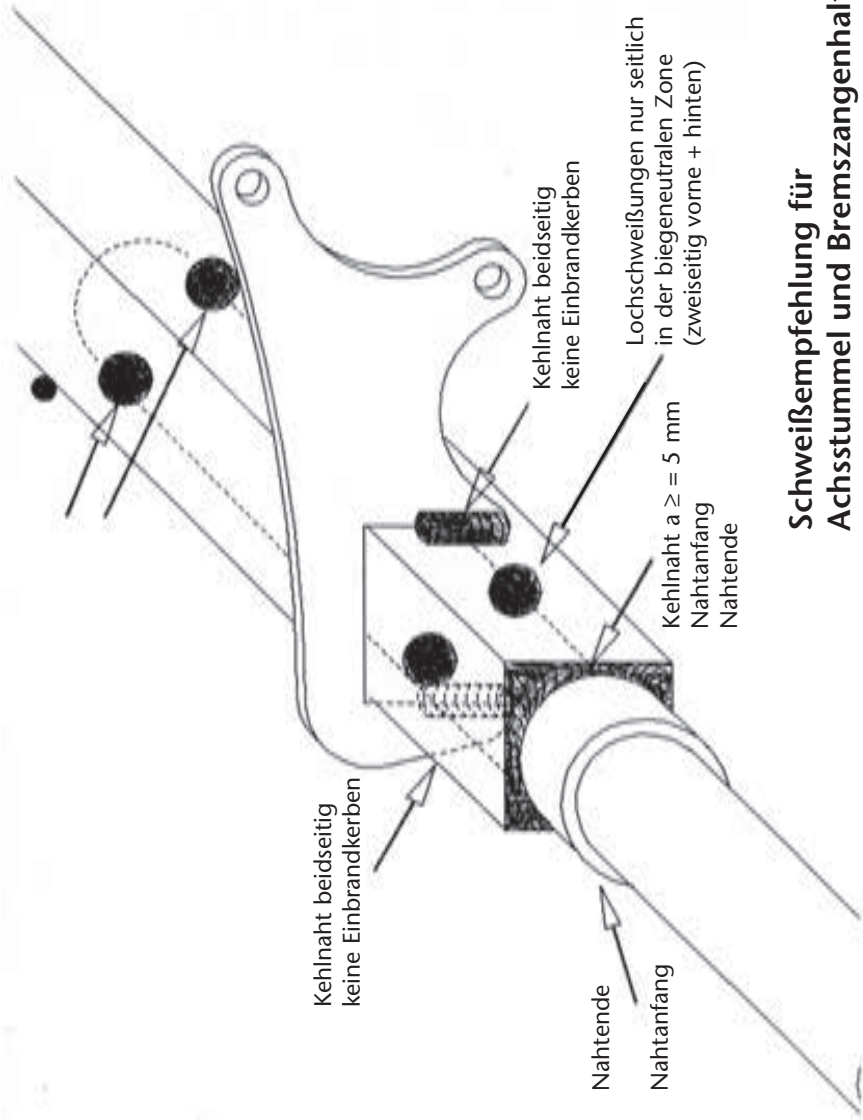 Kehlnaht beidseitig
keine Einbrandkerben
Nahtende
Nahtanfang
Kehlnaht beidseitig
keine Einbrandkerben
Lochschweißungen nur seitlich
in der biegeneutralen Zone
(zweiseitig vorne + hinten)
Kehlnaht a ≥ = 5 mm
Nahtanfang
Nahtende
Schweißempfehlung für
Achsstummel und Bremszangenhalt